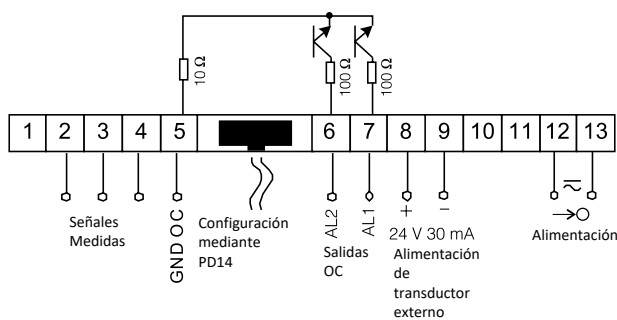 10 Ω
100 Ω
100 Ω
1 2 3 4 5 6 7 8 9 10 11 12 13
Señales
Medidas
GND OC
Configuración
mediante
PD14
AL2
AL1
Salidas
OC
+ −
24 V 30 mA
Alimentación
de
transductor
externo
Alimentación